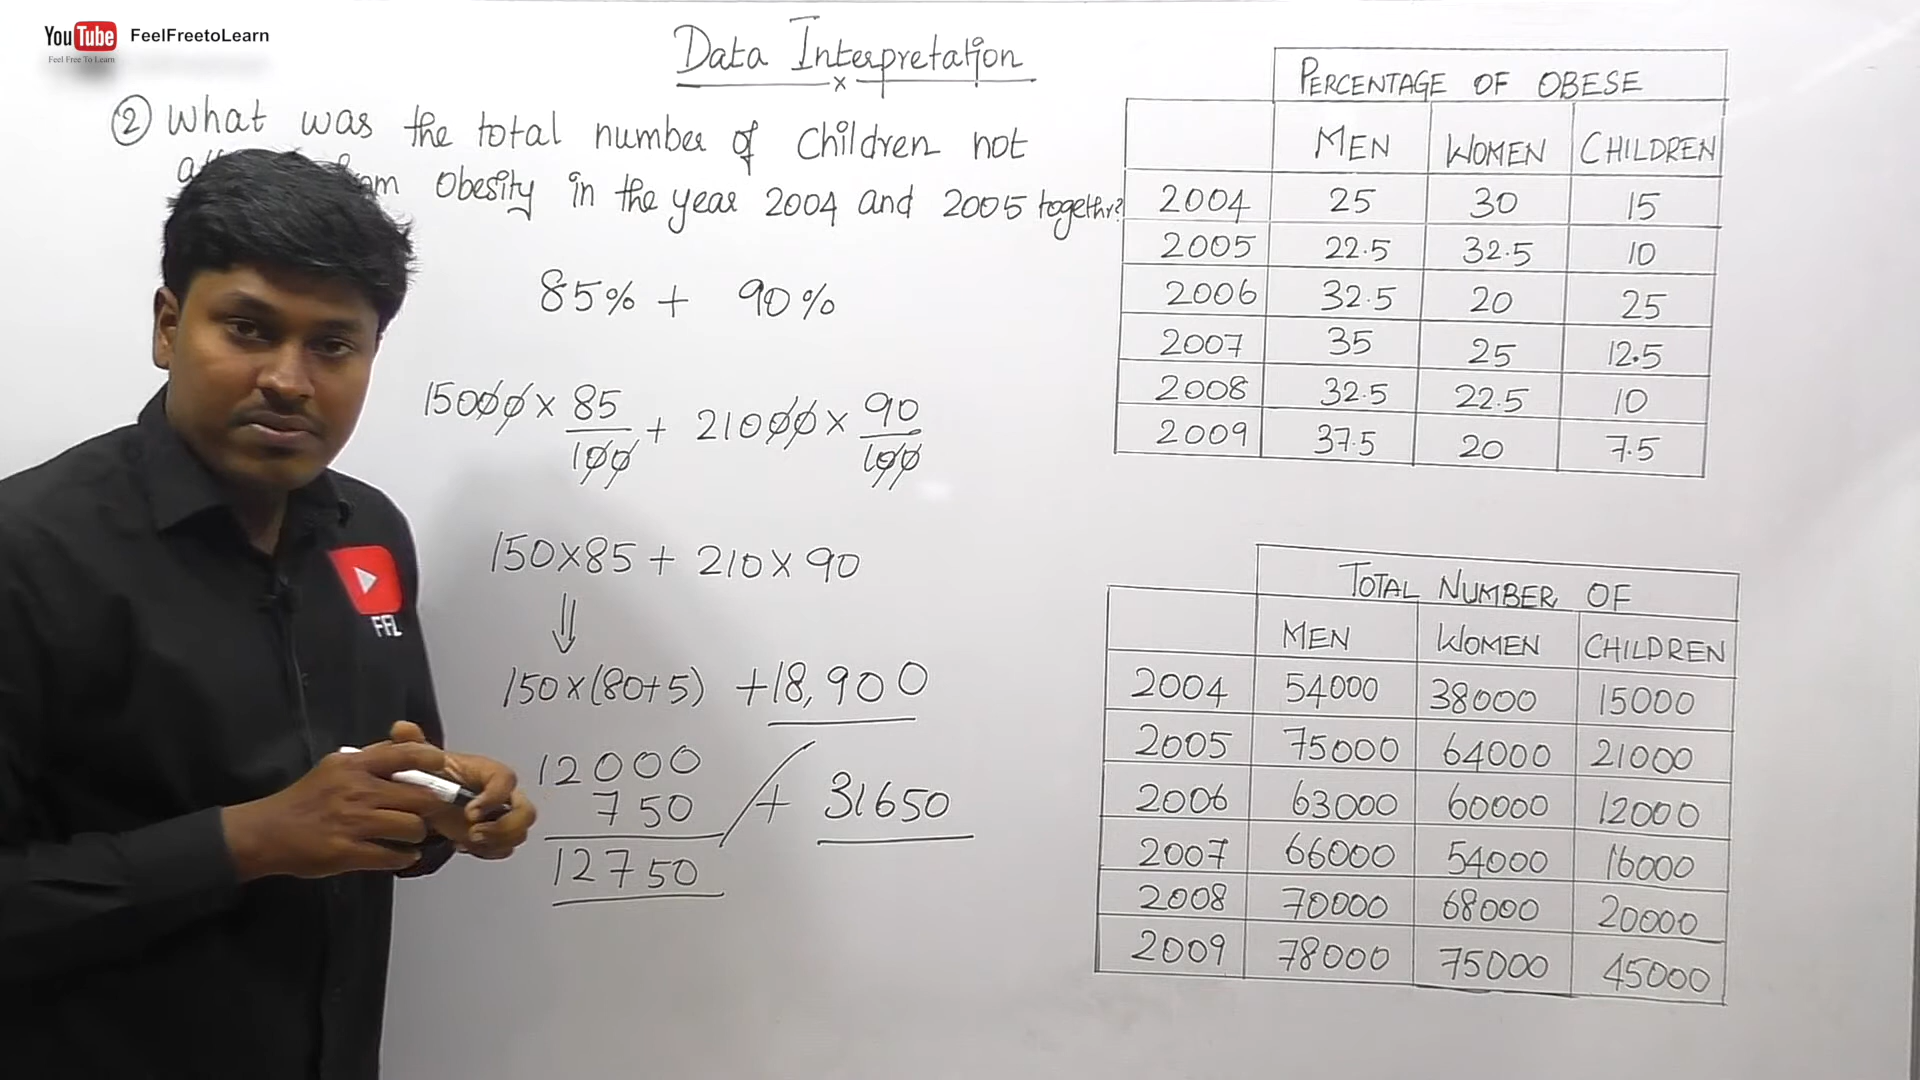 YouTube FeelFreetoLearn
Feel Free To Learn
Data Interpretation
x
② What was the total number of Children not
Obesity in the year 2004 and 2005 togethr?
85% + 90%
15000 × 85/100 + 21000 × 90/100
150×85 + 210×90
⇓
150×(80+5) +18,900
12000
750 + 31650
12750
FFL
PERCENTAGE OF OBESE
MEN WOMEN CHILDREN
2004 25 30 15
2005 22.5 32.5 10
2006 32.5 20 25
2007 35 25 12.5
2008 32.5 22.5 10
2009 37.5 20 7.5
TOTAL NUMBER OF
MEN WOMEN CHILDREN
2004 54000 38000 15000
2005 75000 64000 21000
2006 63000 60000 12000
2007 66000 54000 16000
2008 70000 68000 20000
2009 78000 75000 45000